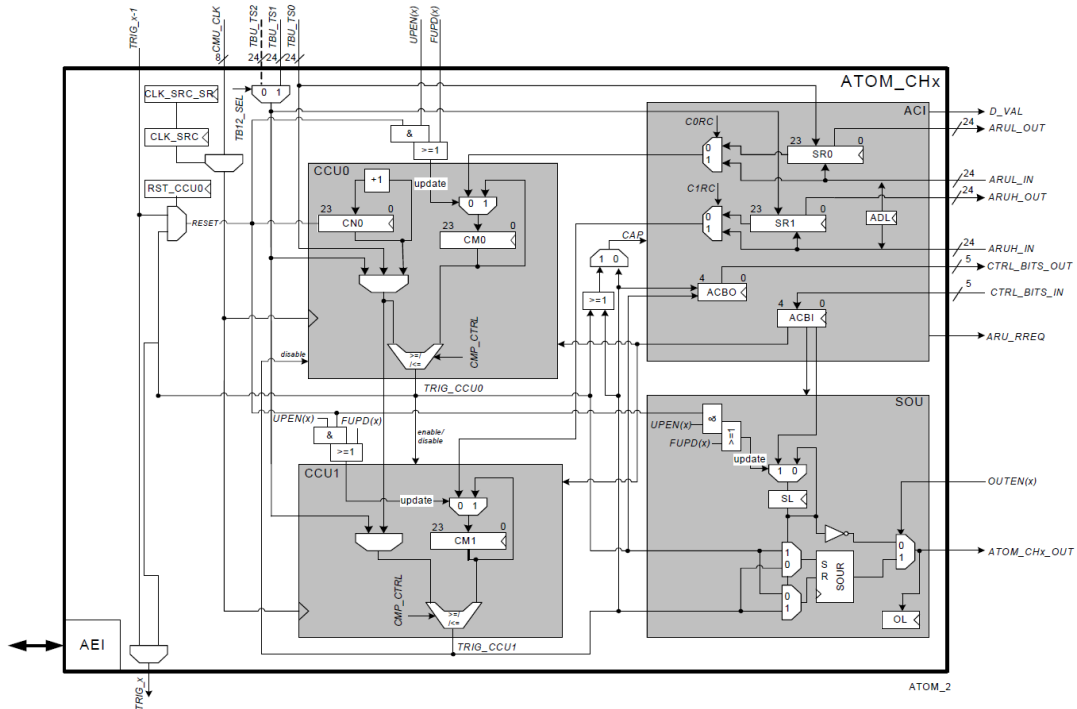 TRIG_x-1
CMU_CLK
TBU_TS2
TBU_TS1
TBU_TS0
UPEN(x)
FUPD(x)
8
24
24
24
ATOM_CHx
CLK_SRC_SR
TB12_SEL
0 1
CLK_SRC
RST_CCU0
RESET
&
>=1
update
CCU0
+1
23 0
CN0
0 1
23 0
CM0
CMP_CTRL
>=/
/<=
disable
TRIG_CCU0
ACI
C0RC
0
1
23 0
SR0
C1RC
0
1
23 0
SR1
ADL
CAP
1 0
>=1
4 0
ACBO
4 0
ACBI
D_VAL
24
ARUL_OUT
24
ARUL_IN
24
ARUH_OUT
24
ARUH_IN
5
CTRL_BITS_OUT
5
CTRL_BITS_IN
ARU_RREQ
UPEN(x)
FUPD(x)
&
>=1
enable/
disable
CCU1
update
0 1
23 0
CM1
CMP_CTRL
>=/
/<=
TRIG_CCU1
SOU
UPEN(x)
&
FUPD(x)
>=1
update
1 0
SL
1
0
0
1
S
R
SOUR
0
1
OL
OUTEN(x)
ATOM_CHx_OUT
AEI
TRIG_x
ATOM_2